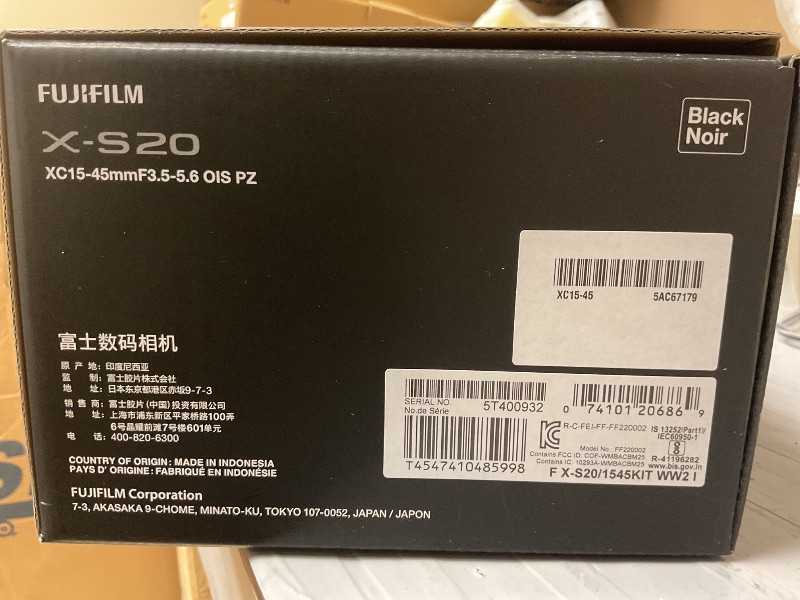 FUJIFILM
X-S20
XC15-45mmF3.5-5.6 OIS PZ
Black
Noir
XC15-45 5AC67179
富士数码相机
原产地: 印度尼西亚
监制: 富士胶片株式会社
地址: 日本东京都港区赤坂9-7-3
销售商: 富士胶片(中国)投资有限公司
地址: 上海市浦东新区平家桥路100弄
6号晶耀前滩7号楼601单元
电话: 400-820-6300
COUNTRY OF ORIGIN: MADE IN INDONESIA
PAYS D' ORIGINE: FABRIQUÉ EN INDONÉSIE
FUJIFILM Corporation
7-3, AKASAKA 9-CHOME, MINATO-KU, TOKYO 107-0052, JAPAN / JAPON
SERIAL NO.
No.de Série
5T400932
0 74101 20686 9
R-C-FEI-FF-FF220002
IS 13252(Part1)/
IEC60950-1
Model No.: FF220002
Contains FCC ID: COF-WMBACBM25
Contains IC: 10293A-WMBACBM25
R-41196282
www.bis.gov.in
T4547410485998
F X-S20/1545KIT WW2 I